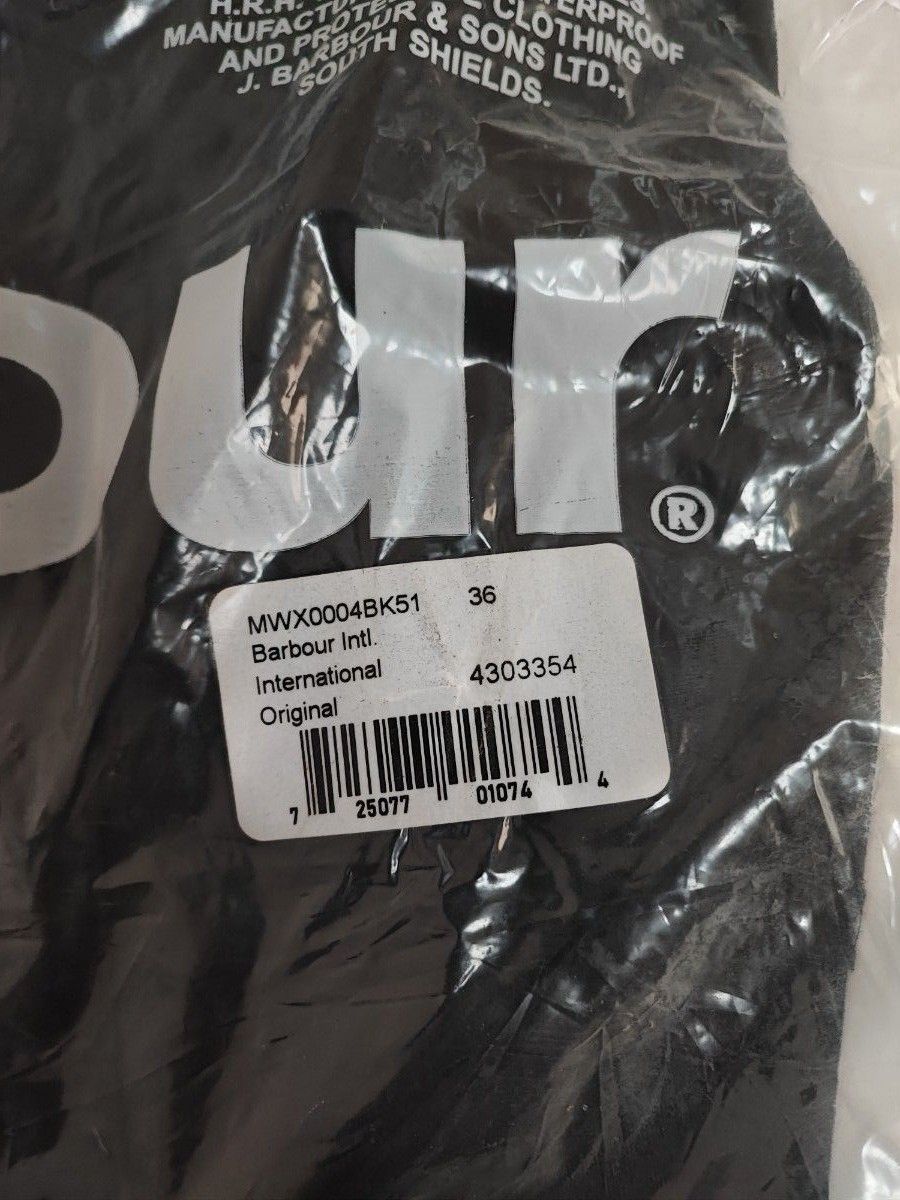 H.R.H.
MANUFACTU WATERPROOF
AND PROTE CLOTHING
J. BARBOUR & SONS LTD.,
SOUTH SHIELDS.
our®
MWX0004BK51 36
Barbour Intl.
International 4303354
Original
7 25077 01074 4